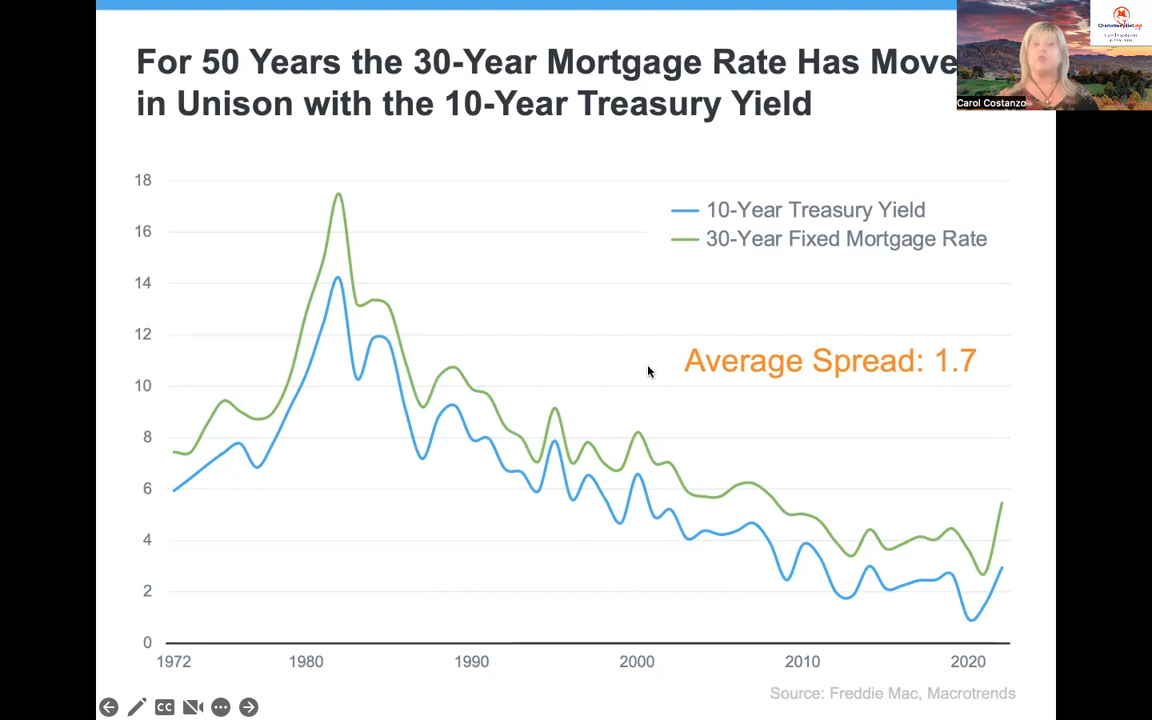 For 50 Years the 30-Year Mortgage Rate Has Move
in Unison with the 10-Year Treasury Yield
Carol Costanzo
18
16
14
12
10
8
6
4
2
0
10-Year Treasury Yield
30-Year Fixed Mortgage Rate
Average Spread: 1.7
1972
1980
1990
2000
2010
2020
Source: Freddie Mac, Macrotrends
CC